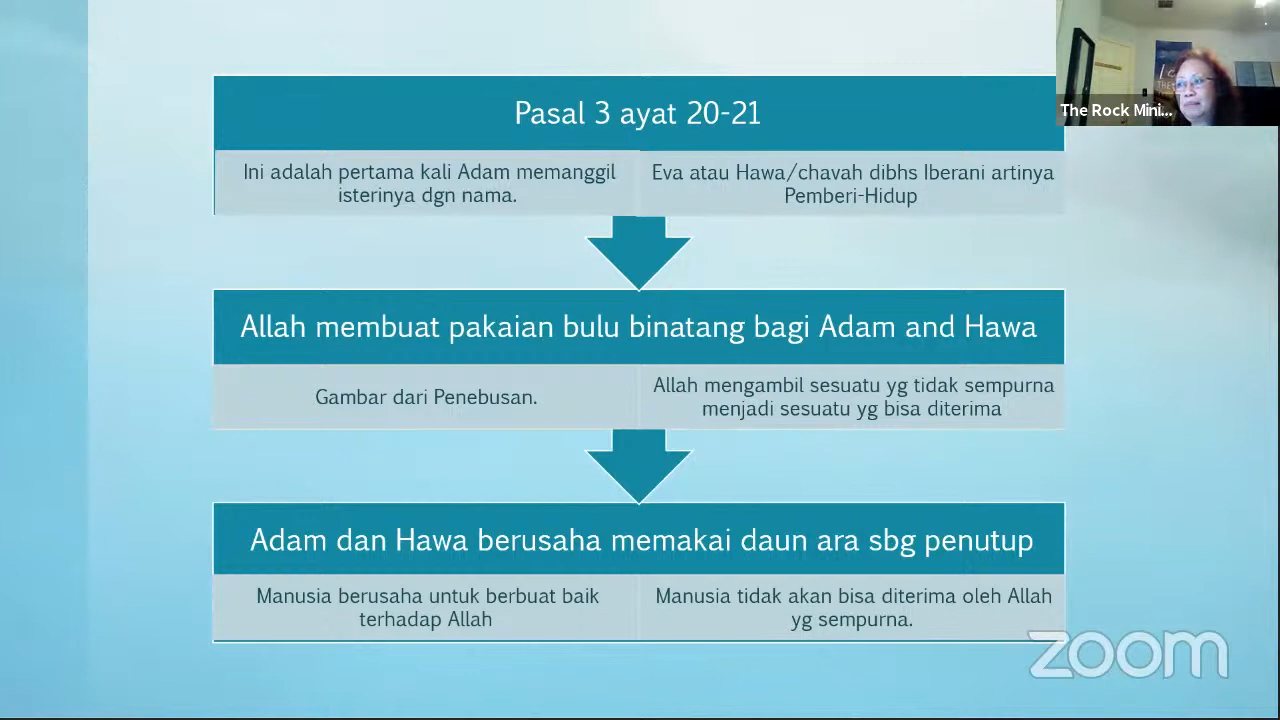 Pasal 3 ayat 20-21
Ini adalah pertama kali Adam memanggil
isterinya dgn nama.
Eva atau Hawa/chavah dibhs Iberani artinya
Pemberi-Hidup
Allah membuat pakaian bulu binatang bagi Adam and Hawa
Gambar dari Penebusan.
Allah mengambil sesuatu yg tidak sempurna
menjadi sesuatu yg bisa diterima
Adam dan Hawa berusaha memakai daun ara sbg penutup
Manusia berusaha untuk berbuat baik
terhadap Allah
Manusia tidak akan bisa diterima oleh Allah
yg sempurna.
The Rock Mini...
zoom